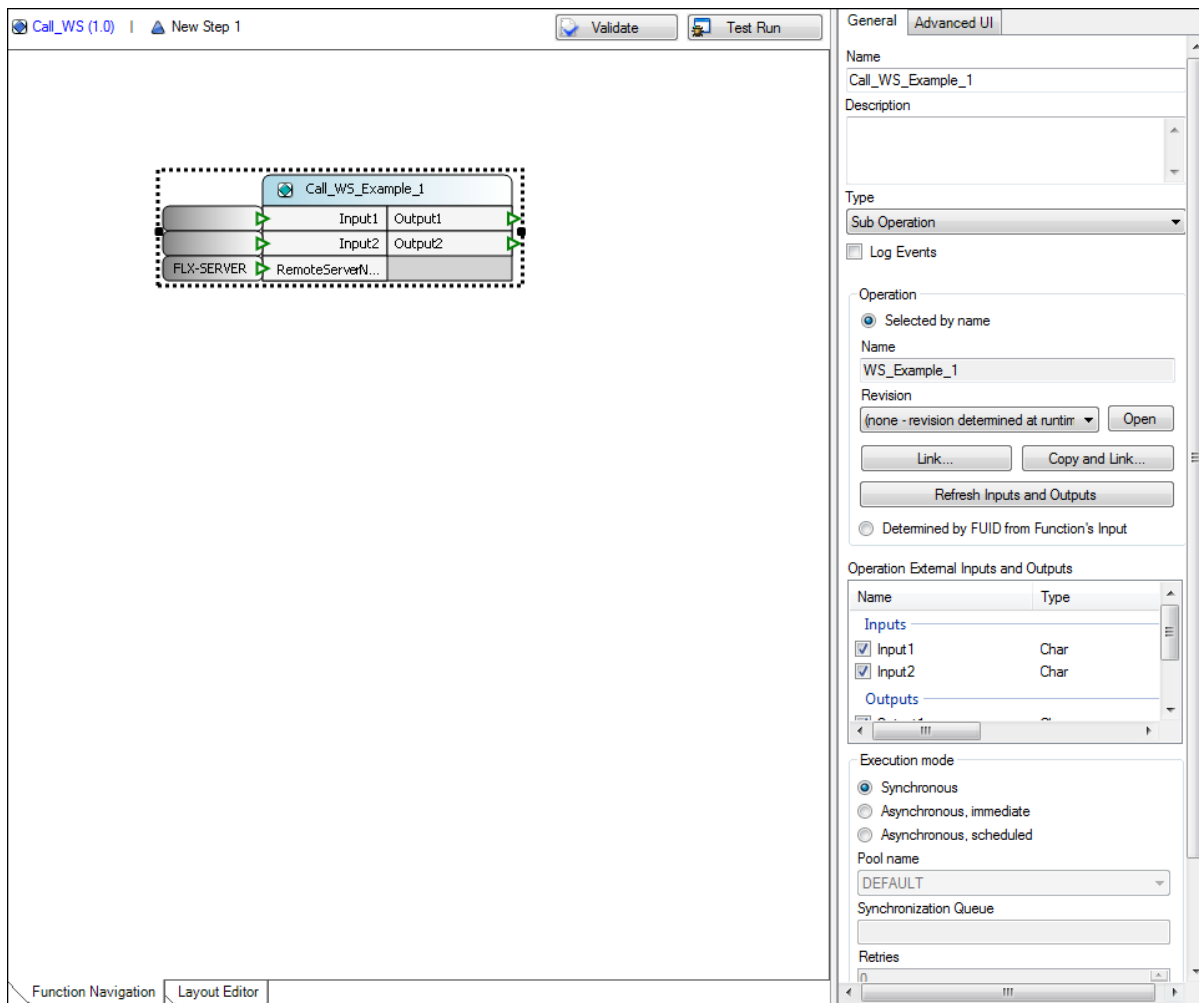 Call_WS (1.0) | New Step 1
Validate
Test Run
Call_WS_Example_1
Input1 Output1
Input2 Output2
FLX-SERVER RemoteServerN...
Function Navigation
Layout Editor
General
Advanced UI
Name
Call_WS_Example_1
Description
Type
Sub Operation
Log Events
Operation
Selected by name
Name
WS_Example_1
Revision
(none - revision determined at runtim
Open
Link...
Copy and Link...
Refresh Inputs and Outputs
Determined by FUID from Function's Input
Operation External Inputs and Outputs
Name Type
Inputs
Input1 Char
Input2 Char
Outputs
Execution mode
Synchronous
Asynchronous, immediate
Asynchronous, scheduled
Pool name
DEFAULT
Synchronization Queue
Retries
0